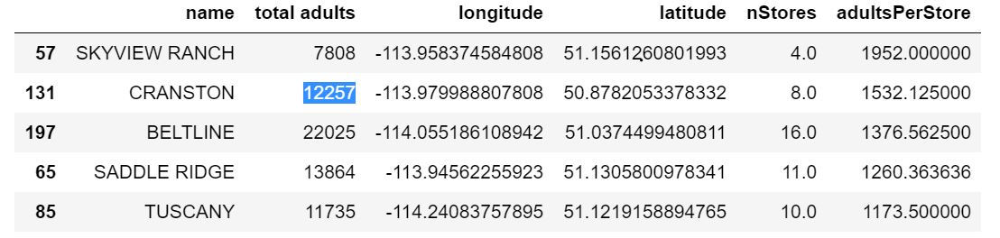 name total adults longitude latitude nStores adultsPerStore
57 SKYVIEW RANCH 7808 -113.958374584808 51.1561260801993 4.0 1952.000000
131 CRANSTON 12257 -113.979988807808 50.8782053378332 8.0 1532.125000
197 BELTLINE 22025 -114.055186108942 51.0374499480811 16.0 1376.562500
65 SADDLE RIDGE 13864 -113.94562255923 51.1305800978341 11.0 1260.363636
85 TUSCANY 11735 -114.24083757895 51.1219158894765 10.0 1173.500000